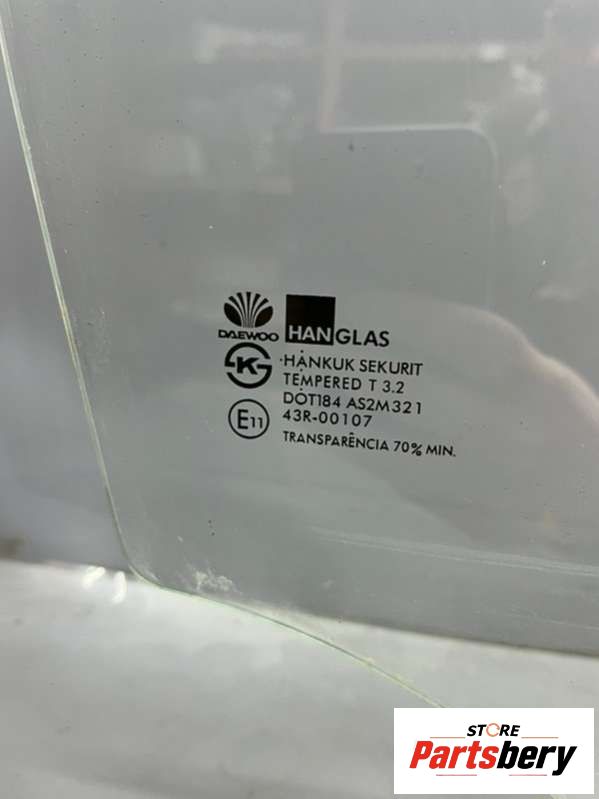 DAEWOO HANGLAS
HANKUK SEKURIT
TEMPERED T 3.2
DOT184 AS2M321
43R-00107
E11
TRANSPARÊNCIA 70% MIN.
STORE
Partsbery